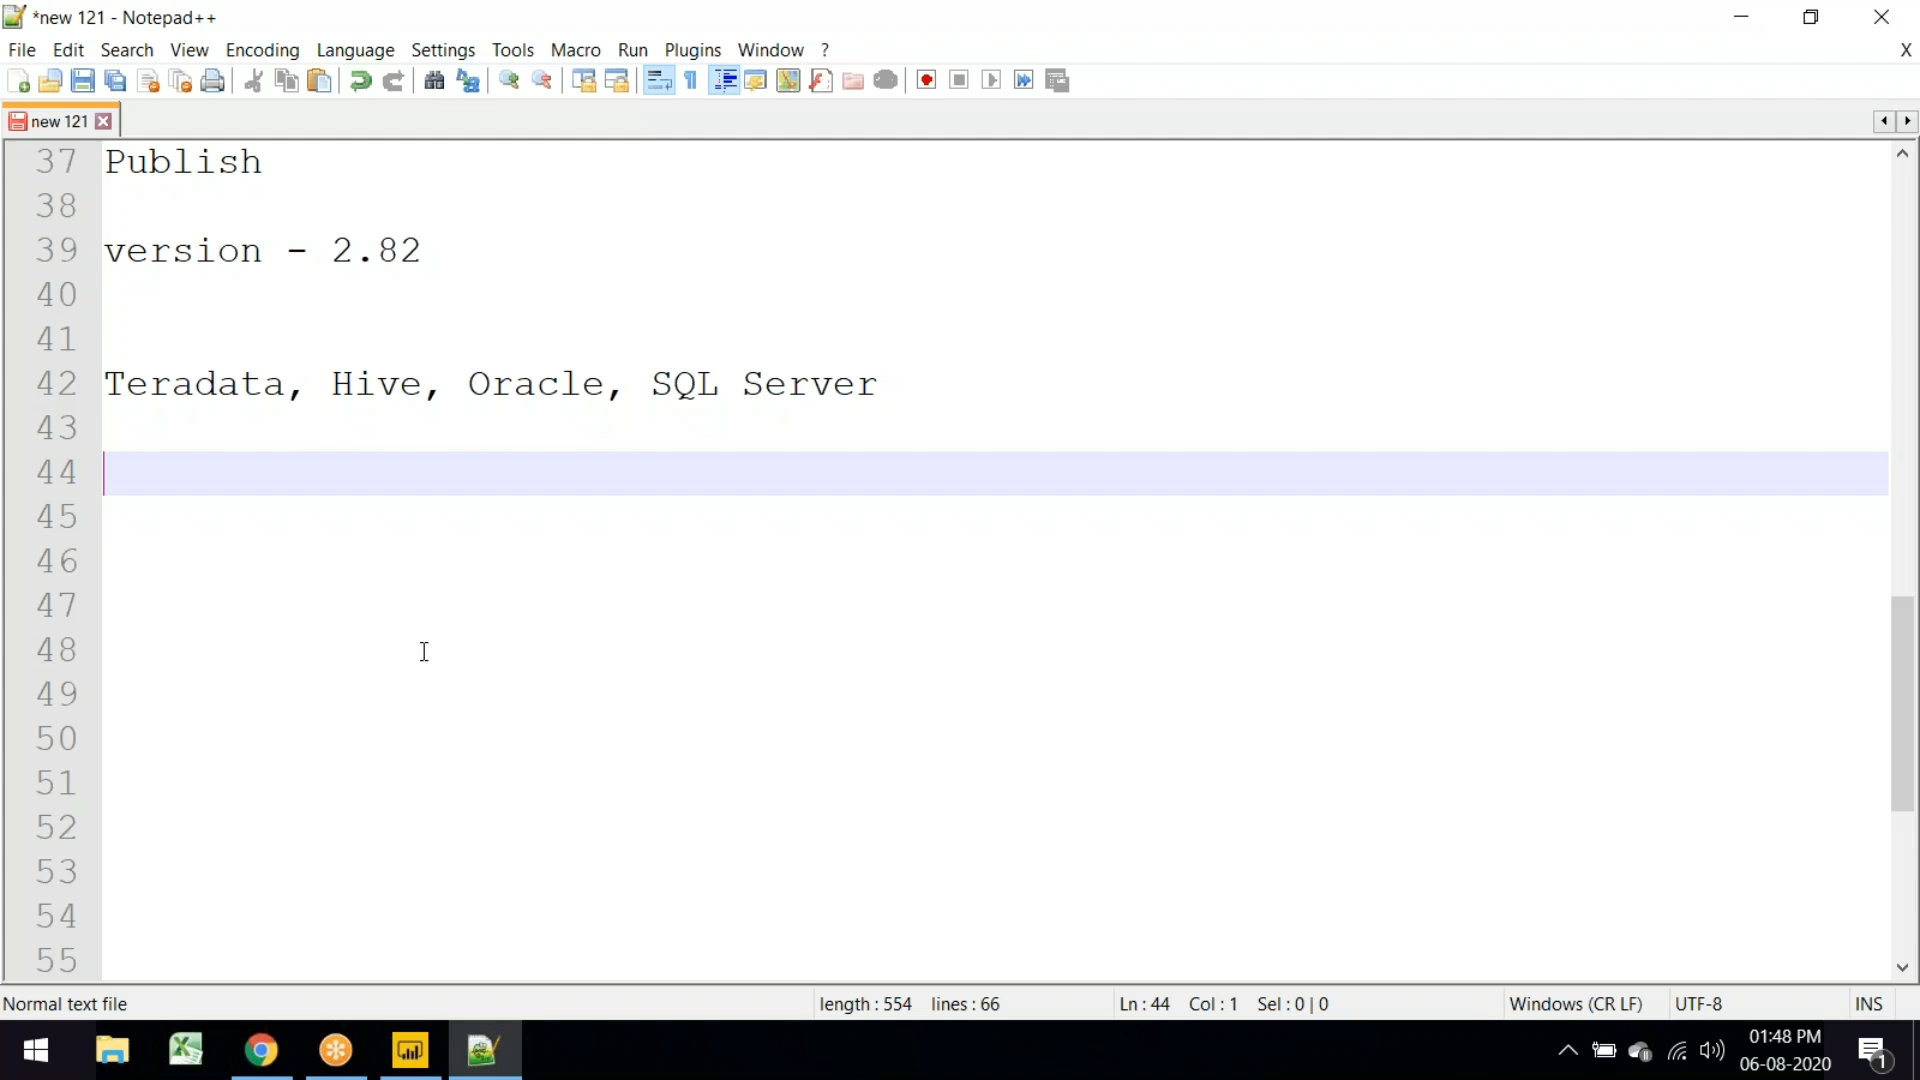 *new 121 - Notepad++
File Edit Search View Encoding Language Settings Tools Macro Run Plugins Window ? X
new 121
37 Publish
38
39 version - 2.82
40
41
42 Teradata, Hive, Oracle, SQL Server
43
44
45
46
47
48
49
50
51
52
53
54
55
Normal text file length : 554 lines : 66 Ln : 44 Col : 1 Sel : 0 | 0 Windows (CR LF) UTF-8 INS
01:48 PM
06-08-2020
1